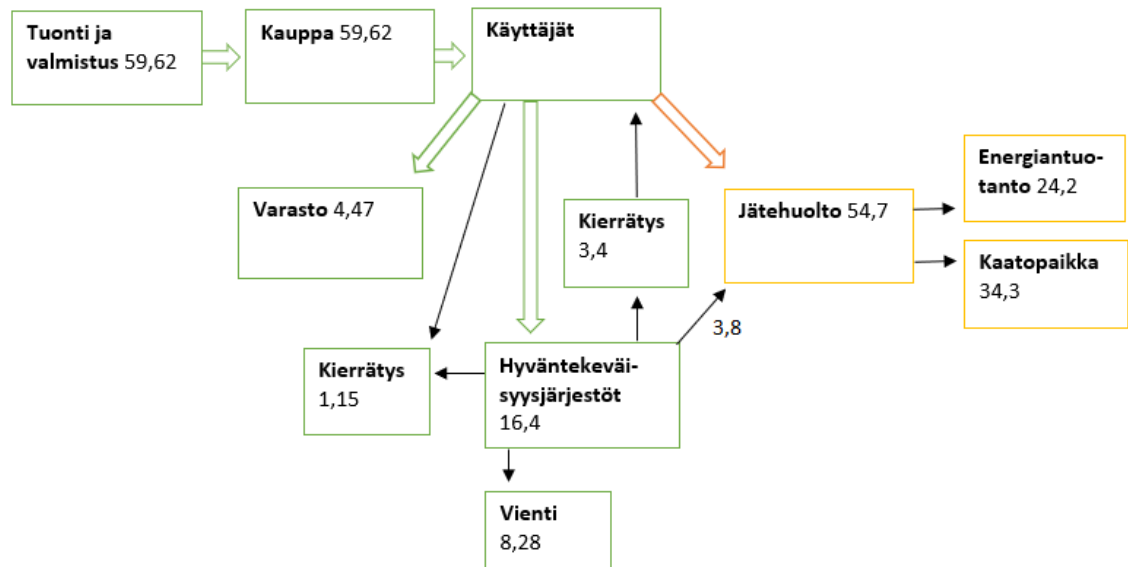 Tuonti ja
valmistus 59,62
Kauppa 59,62
Käyttäjät
Varasto 4,47
Kierrätys
3,4
Jätehuolto 54,7
Energiantuo-
tanto 24,2
Kaatopaikka
34,3
3,8
Kierrätys
1,15
Hyväntekeväi-
syysjärjestöt
16,4
Vienti
8,28